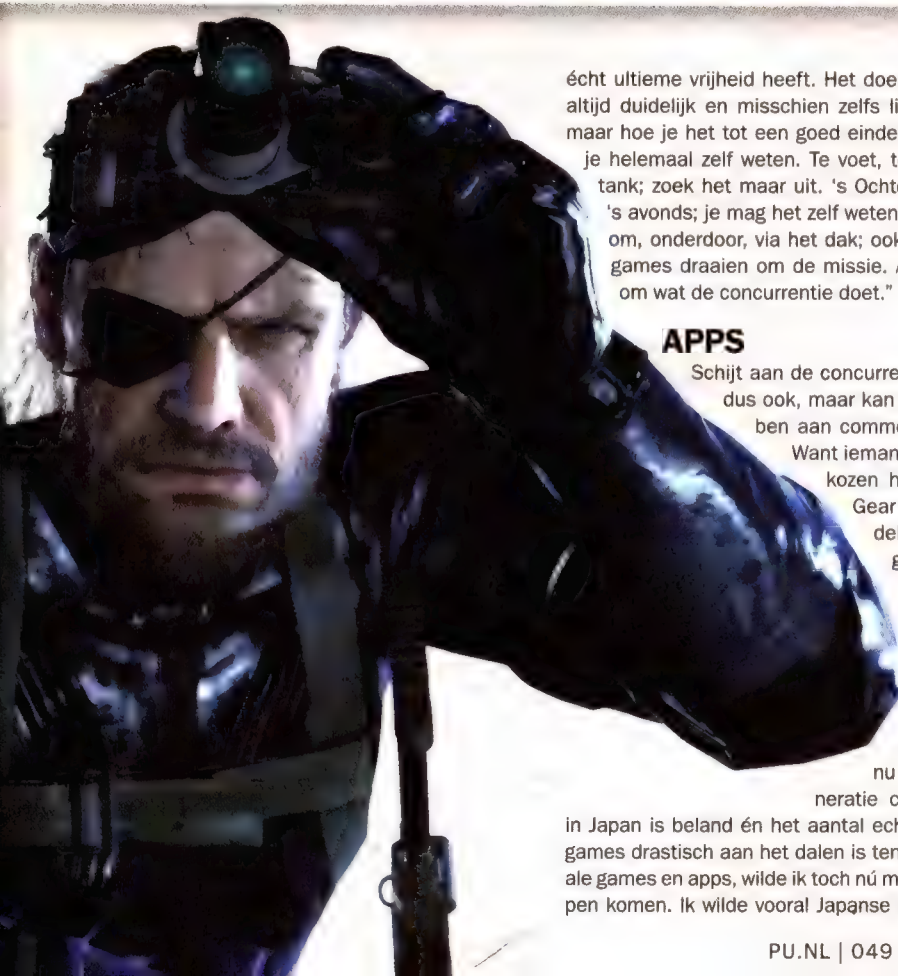 écht ultieme vrijheid heeft. Het doe
altijd duidelijk en misschien zelfs li
maar hoe je het tot een goed einde
je helemaal zelf weten. Te voet, t
tank; zoek het maar uit. 's Ochte
's avonds; je mag het zelf weten
om, onderdoor, via het dak; ook
games draaien om de missie. A
om wat de concurrentie doet."
APPS
Schijt aan de concurre
dus ook, maar kan
ben aan comme
Want ieman
kozen h
Gear
del
g
nu
neratie c
in Japan is beland én het aantal ech
games drastisch aan het dalen is ten
ale games en apps, wilde ik toch nú m
pen komen. Ik wilde vooral Japanse
PU.NL | 049